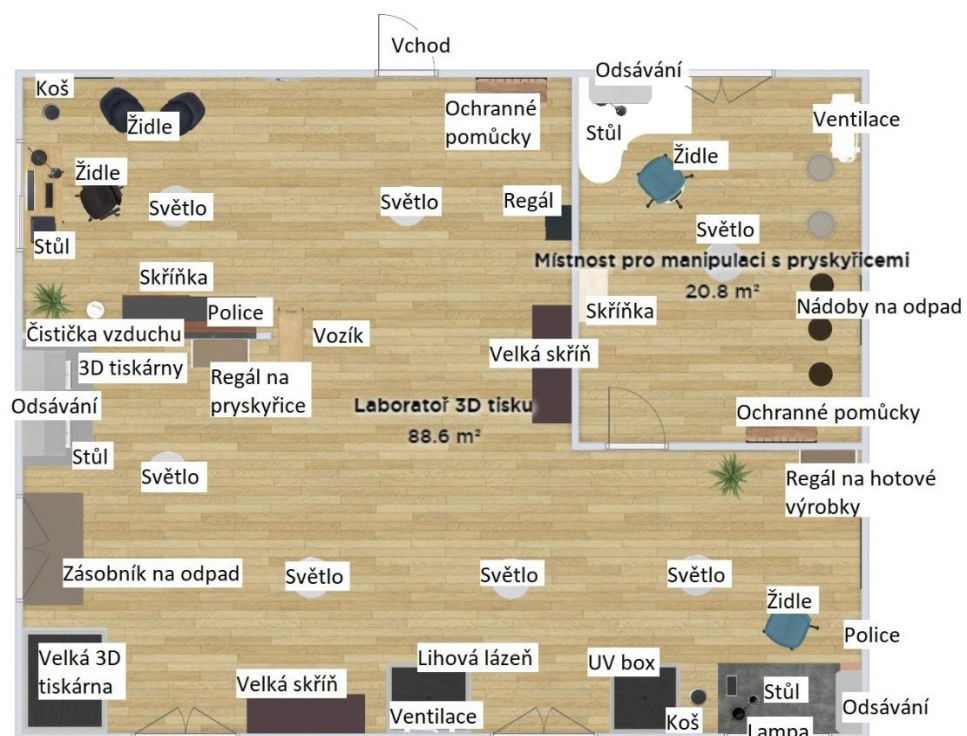 Vchod
Odsávání
Koš
Židle
Ochranné
pomůcky
Stůl
Ventilace
Židle
Židle
Světlo
Světlo
Regál
Stůl
Světlo
Místnost pro manipulaci s pryskyřicemi
20.8 m²
Skříňka
Police
Skříňka
Nádoby na odpad
Čistička vzduchu
Vozík
3D tiskárny
Regál na
pryskyřice
Velká skříň
Odsávání
Laboratoř 3D tisku
88.6 m²
Ochranné pomůcky
Stůl
Světlo
Regál na hotové
výrobky
Zásobník na odpad
Světlo
Světlo
Světlo
Židle
Police
Velká 3D
tiskárna
Velká skříň
Lihová lázeň
UV box
Ventilace
Koš
Stůl
Odsávání
Lampa